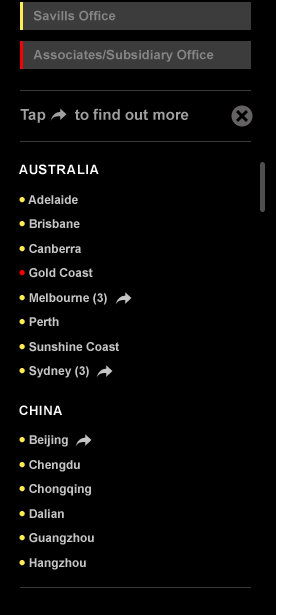 Savills Office
Associates/Subsidiary Office
Tap to find out more
AUSTRALIA
Adelaide
Brisbane
Canberra
Gold Coast
Melbourne (3)
Perth
Sunshine Coast
Sydney (3)
CHINA
Beijing
Chengdu
Chongqing
Dalian
Guangzhou
Hangzhou